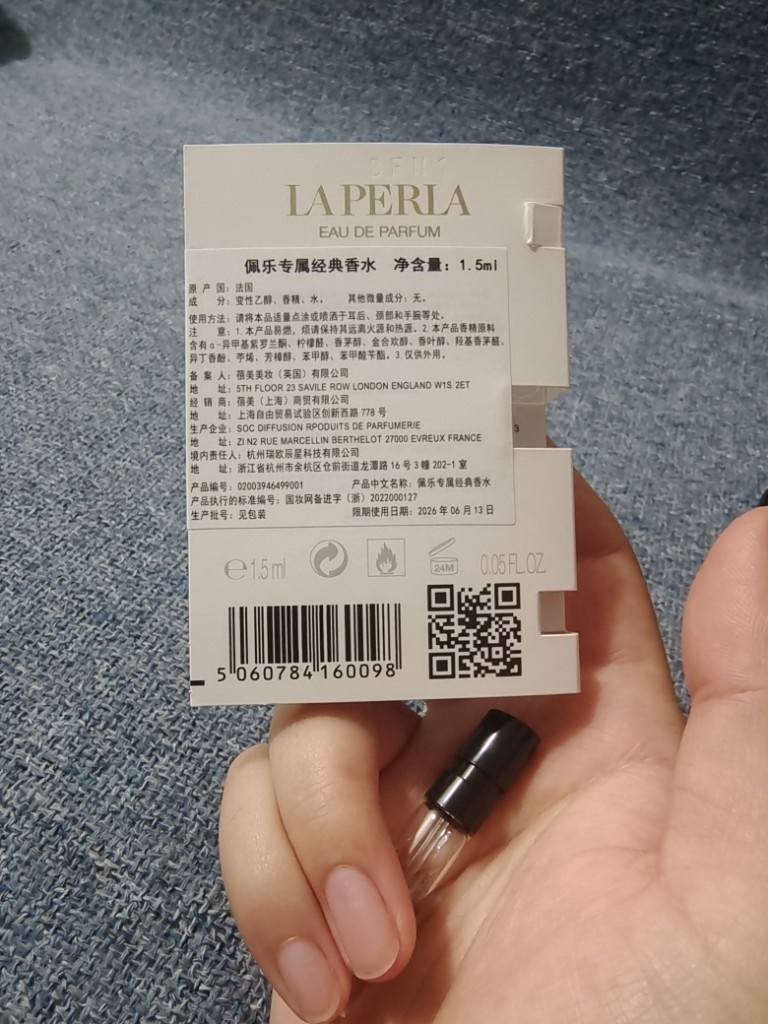 LA PERLA
EAU DE PARFUM
佩乐专属经典香水 净含量：1.5ml
原 产 国：法国
成 分：变性乙醇、香精、水。 其他微量成分：无。
使用方法：请将本品适量点涂或喷洒于耳后、颈部和手腕等处。
注 意：1.本产品易燃，烦请保持其远离火源和热源。2.本产品香精原料
含有α-异甲基紫罗兰酮、柠檬醛、香茅醇、金合欢醇、香叶醇、羟基香茅醛、
异丁香酚、苧烯、芳樟醇、苯甲醇、苯甲酸苄酯。3.仅供外用。
备 案 人：蓓美美妆（英国）有限公司
地 址：5TH FLOOR 23 SAVILE ROW LONDON ENGLAND W1S 2ET
经 销 商：蓓美（上海）商贸有限公司
地 址：上海自由贸易试验区创新西路 778 号
生产企业：SOC DIFFUSION RPODUITS DE PARFUMERIE
地 址：ZI N2 RUE MARCELLIN BERTHELOT 27000 EVREUX FRANCE
境内责任人：杭州瑞欧辰星科技有限公司
地 址：浙江省杭州市余杭区仓前街道龙潭路 16 号 3 幢 202-1 室
产品编号：02003946499001 产品中文名称：佩乐专属经典香水
产品执行的标准编号：国妆网备进字（浙）2022000127
生产批号：见包装 限期使用日期：2026 年 06 月 13 日
3
℮1.5ml 24M 0.05 FL.OZ.
5 060784 160098